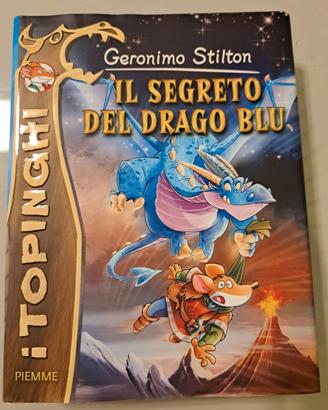 Geronimo Stilton
IL SEGRETO
DEL DRAGO BLU
i TOPINGHI
PIEMME